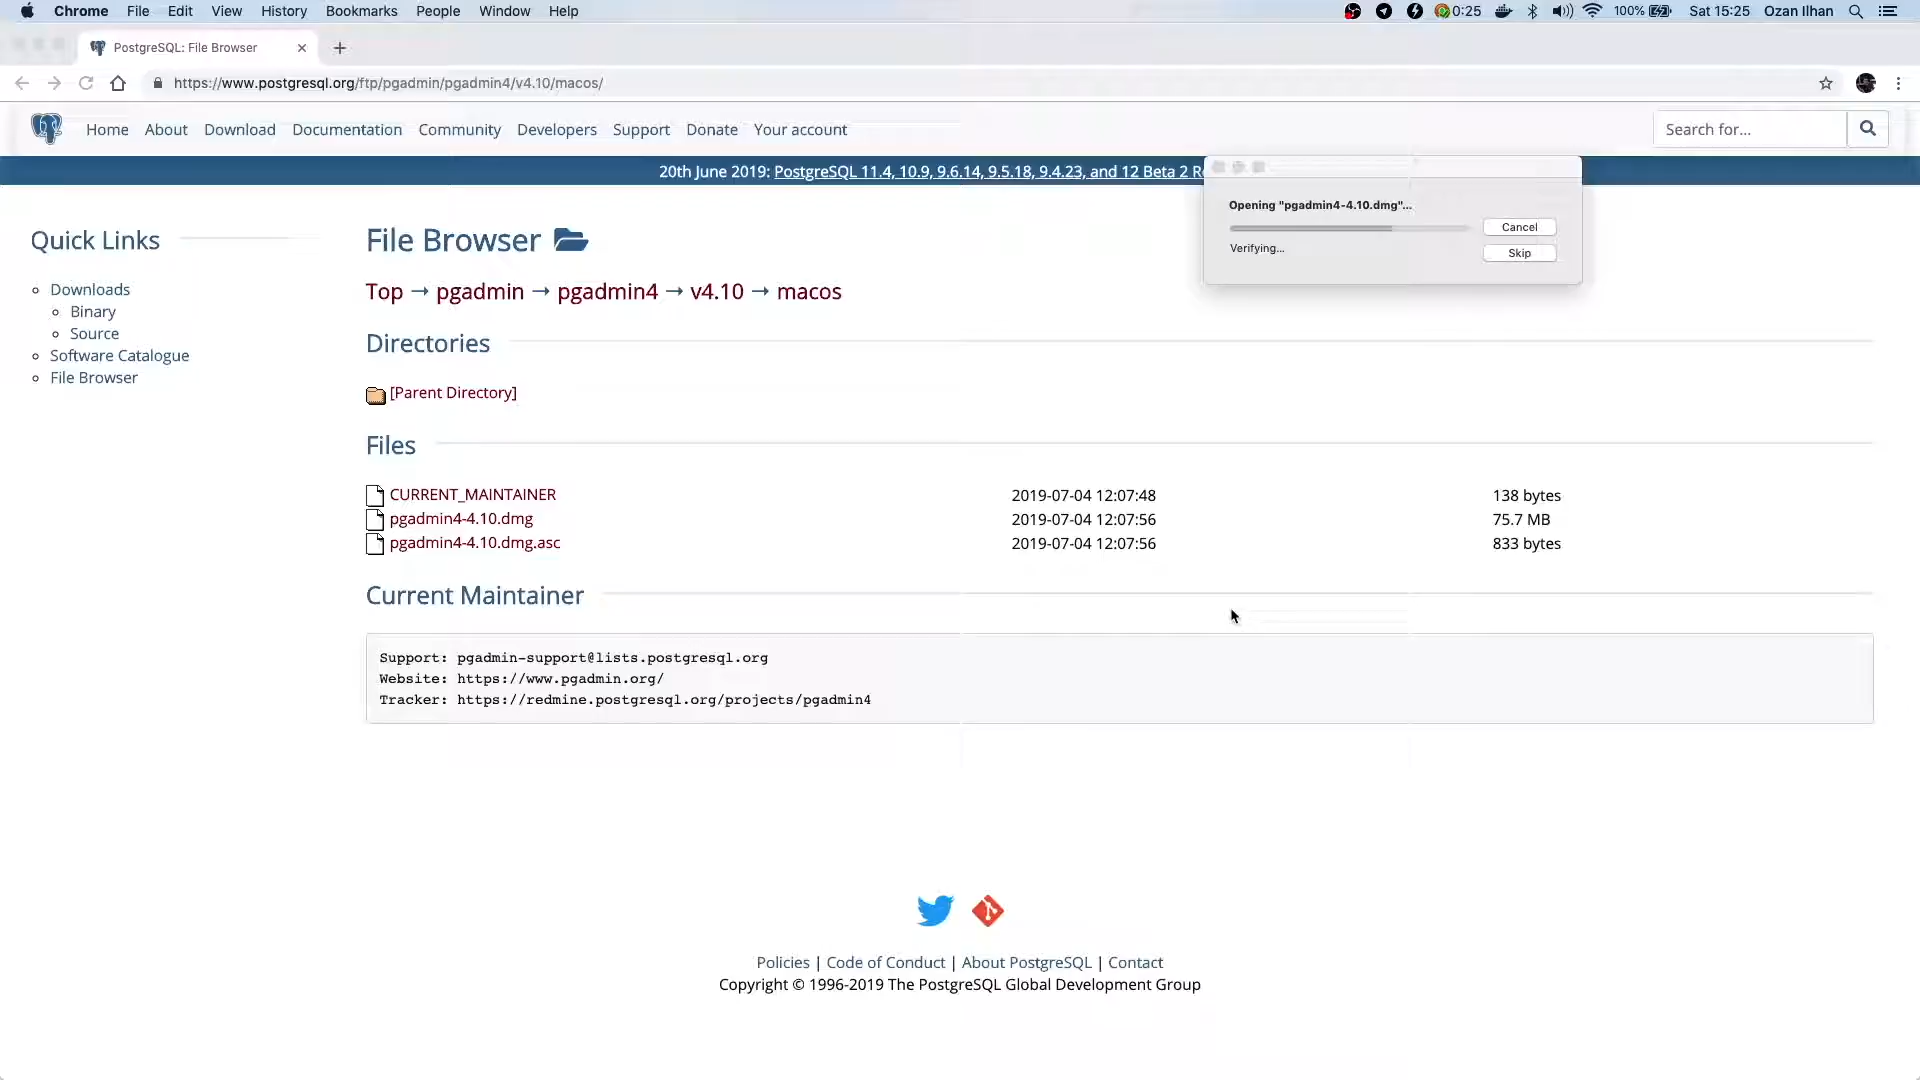 Chrome File Edit View History Bookmarks People Window Help 0:25 100% Sat 15:25 Ozan Ilhan
PostgreSQL: File Browser
https://www.postgresql.org/ftp/pgadmin/pgadmin4/v4.10/macos/
Home About Download Documentation Community Developers Support Donate Your account Search for...
20th June 2019: PostgreSQL 11.4, 10.9, 9.6.14, 9.5.18, 9.4.23, and 12 Beta 2
Opening "pgadmin4-4.10.dmg"...
Cancel
Verifying...
Skip
Quick Links
Downloads
Binary
Source
Software Catalogue
File Browser
File Browser
Top → pgadmin → pgadmin4 → v4.10 → macos
Directories
[Parent Directory]
Files
CURRENT_MAINTAINER 2019-07-04 12:07:48 138 bytes
pgadmin4-4.10.dmg 2019-07-04 12:07:56 75.7 MB
pgadmin4-4.10.dmg.asc 2019-07-04 12:07:56 833 bytes
Current Maintainer
Support: pgadmin-support@lists.postgresql.org
Website: https://www.pgadmin.org/
Tracker: https://redmine.postgresql.org/projects/pgadmin4
Policies | Code of Conduct | About PostgreSQL | Contact
Copyright © 1996-2019 The PostgreSQL Global Development Group